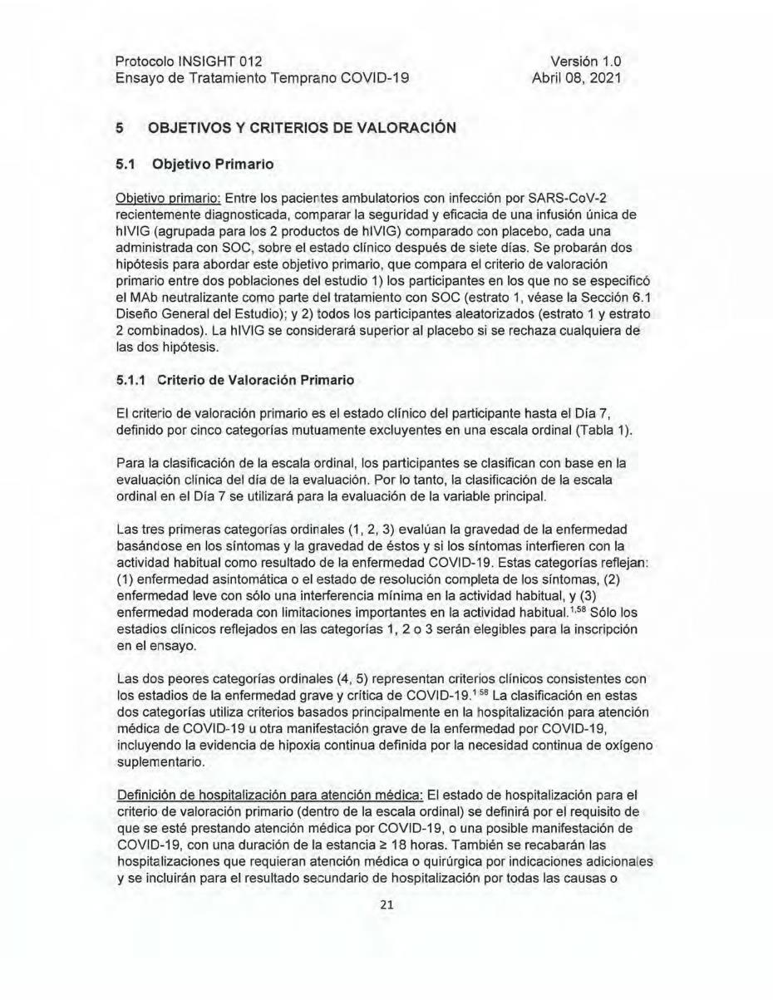 Protocolo INSIGHT 012 Versión 1.0
Ensayo de Tratamiento Temprano COVID-19 Abril 08, 2021
5 OBJETIVOS Y CRITERIOS DE VALORACIÓN
5.1 Objetivo Primario
Objetivo primario: Entre los pacientes ambulatorios con infección por SARS-CoV-2
recientemente diagnosticada, comparar la seguridad y eficacia de una infusión única de
hIVIG (agrupada para los 2 productos de hIVIG) comparado con placebo, cada una
administrada con SOC, sobre el estado clínico después de siete días. Se probarán dos
hipótesis para abordar este objetivo primario, que compara el criterio de valoración
primario entre dos poblaciones del estudio 1) los participantes en los que no se especificó
el MAb neutralizante como parte del tratamiento con SOC (estrato 1, véase la Sección 6.1
Diseño General del Estudio); y 2) todos los participantes aleatorizados (estrato 1 y estrato
2 combinados). La hIVIG se considerará superior al placebo si se rechaza cualquiera de
las dos hipótesis.
5.1.1 Criterio de Valoración Primario
El criterio de valoración primario es el estado clínico del participante hasta el Día 7,
definido por cinco categorías mutuamente excluyentes en una escala ordinal (Tabla 1).
Para la clasificación de la escala ordinal, los participantes se clasifican con base en la
evaluación clínica del día de la evaluación. Por lo tanto, la clasificación de la escala
ordinal en el Día 7 se utilizará para la evaluación de la variable principal.
Las tres primeras categorías ordinales (1, 2, 3) evalúan la gravedad de la enfermedad
basándose en los síntomas y la gravedad de éstos y si los síntomas interfieren con la
actividad habitual como resultado de la enfermedad COVID-19. Estas categorías reflejan:
(1) enfermedad asintomática o el estado de resolución completa de los síntomas, (2)
enfermedad leve con sólo una interferencia mínima en la actividad habitual, y (3)
enfermedad moderada con limitaciones importantes en la actividad habitual.1,58 Sólo los
estadios clínicos reflejados en las categorías 1, 2 o 3 serán elegibles para la inscripción
en el ensayo.
Las dos peores categorías ordinales (4, 5) representan criterios clínicos consistentes con
los estadios de la enfermedad grave y crítica de COVID-19.1 58 La clasificación en estas
dos categorías utiliza criterios basados principalmente en la hospitalización para atención
médica de COVID-19 u otra manifestación grave de la enfermedad por COVID-19,
incluyendo la evidencia de hipoxia continua definida por la necesidad continua de oxígeno
suplementario.
Definición de hospitalización para atención médica: El estado de hospitalización para el
criterio de valoración primario (dentro de la escala ordinal) se definirá por el requisito de
que se esté prestando atención médica por COVID-19, o una posible manifestación de
COVID-19, con una duración de la estancia ≥ 18 horas. También se recabarán las
hospitalizaciones que requieran atención médica o quirúrgica por indicaciones adicionales
y se incluirán para el resultado secundario de hospitalización por todas las causas o
21